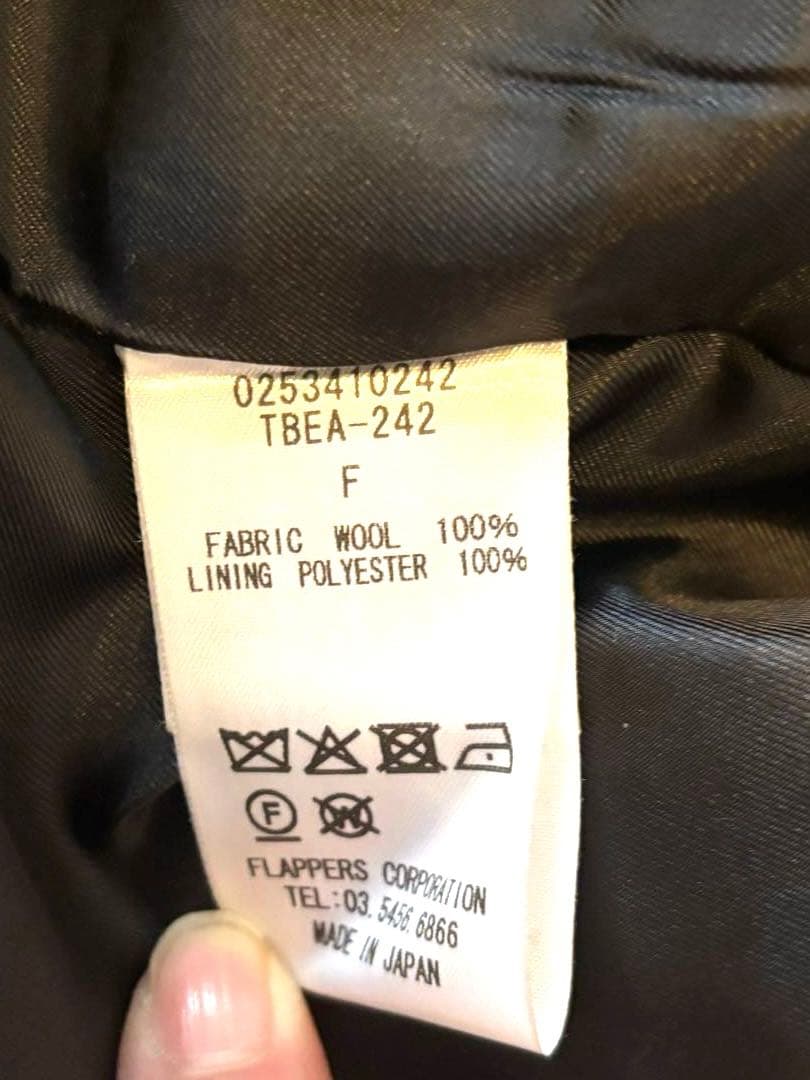 0253410242
TBEA-242
F
FABRIC WOOL 100%
LINING POLYESTER 100%
F W
FLAPPERS CORPORATION
TEL:03.5456.6866
MADE IN JAPAN